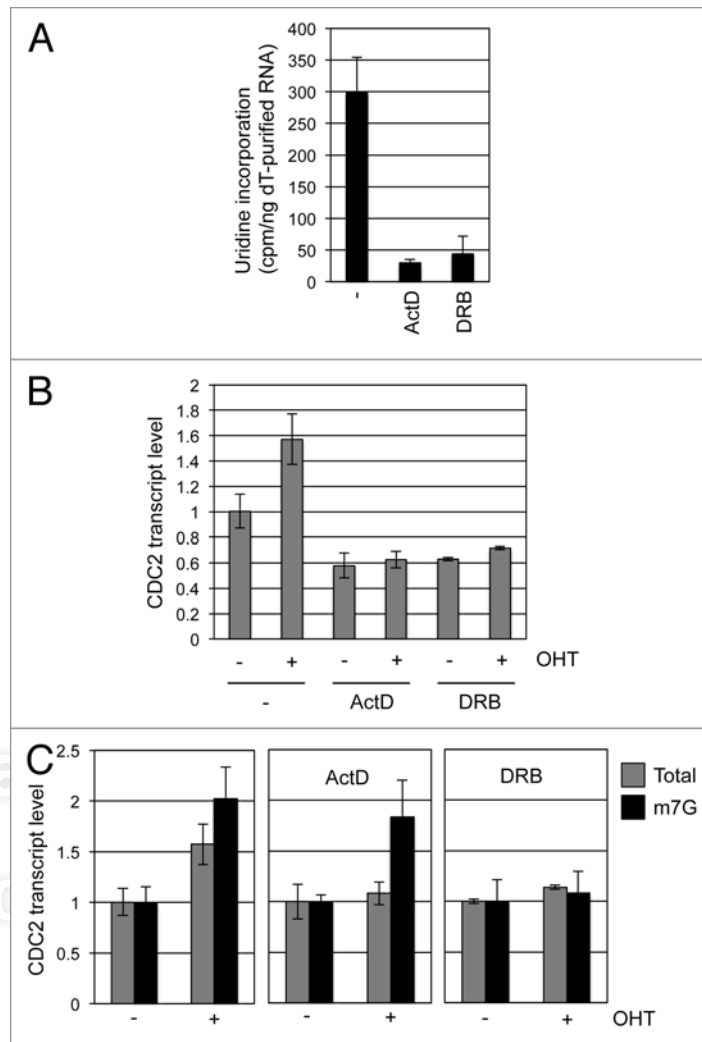 A
Uridine incorporation
(cpm/ng dT-purified RNA)
400
350
300
250
200
150
100
50
0
-
ActD
DRB
B
CDC2 transcript level
2
1.8
1.6
1.4
1.2
1
0.8
0.6
0.4
0.2
0
- + - + - + OHT
- ActD DRB
C
CDC2 transcript level
2.5
2
1.5
1
0.5
0
ActD
DRB
Total
m7G
- + - + - + OHT